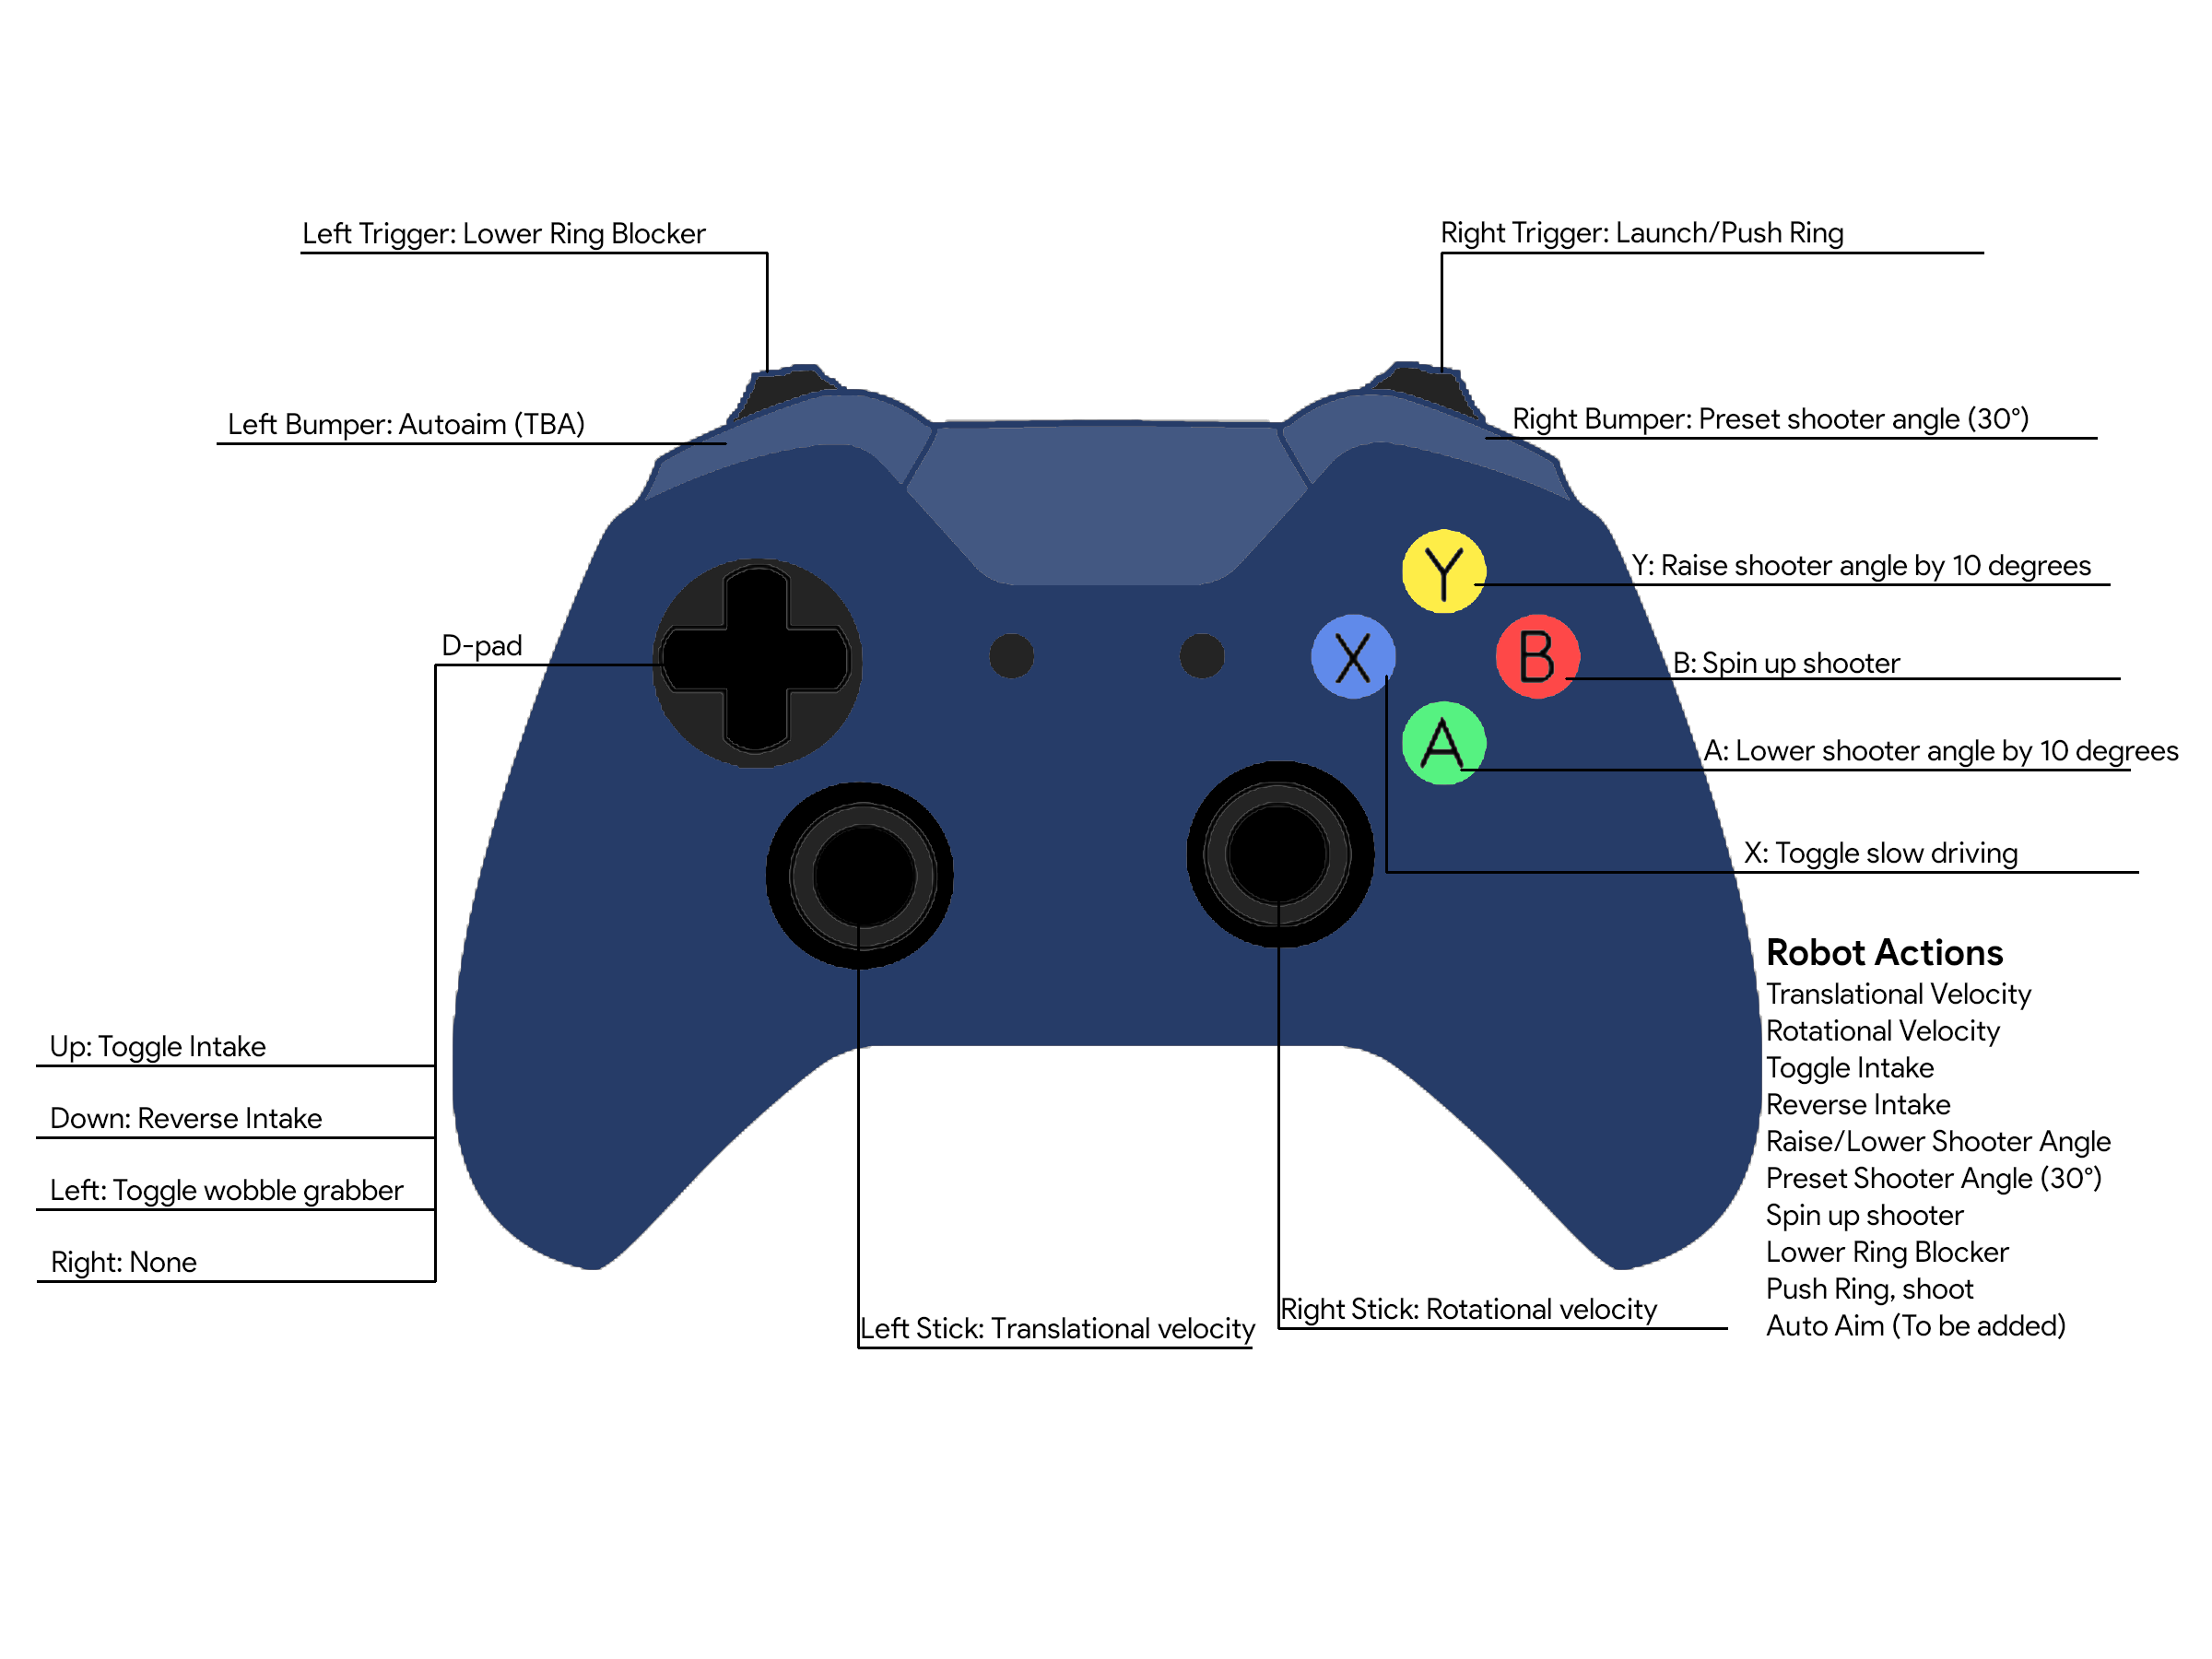 Left Trigger: Lower Ring Blocker
Right Trigger: Launch/Push Ring
Left Bumper: Autoaim (TBA)
Right Bumper: Preset shooter angle (30°)
Y
Y: Raise shooter angle by 10 degrees
D-pad
X
B
B: Spin up shooter
A
A: Lower shooter angle by 10 degrees
X: Toggle slow driving
Up: Toggle Intake
Down: Reverse Intake
Left: Toggle wobble grabber
Right: None
Left Stick: Translational velocity
Right Stick: Rotational velocity
Robot Actions
Translational Velocity
Rotational Velocity
Toggle Intake
Reverse Intake
Raise/Lower Shooter Angle
Preset Shooter Angle (30°)
Spin up shooter
Lower Ring Blocker
Push Ring, shoot
Auto Aim (To be added)